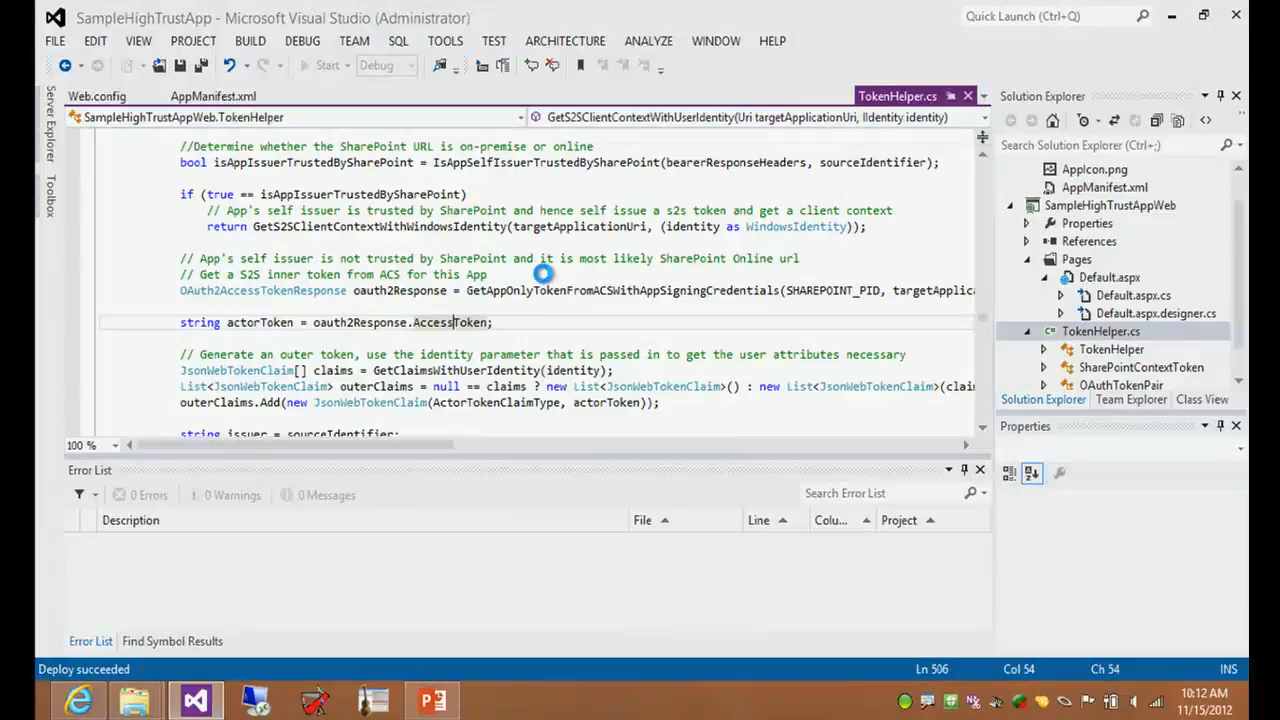 SampleHighTrustApp - Microsoft Visual Studio (Administrator)
Quick Launch (Ctrl+Q)
FILE EDIT VIEW PROJECT BUILD DEBUG TEAM SQL TOOLS TEST ARCHITECTURE ANALYZE WINDOW HELP
Start Debug
Server Explorer
Toolbox
Web.config AppManifest.xml TokenHelper.cs
SampleHighTrustAppWeb.TokenHelper GetS2SClientContextWithUserIdentity(Uri targetApplicationUri, IIdentity identity)
//Determine whether the SharePoint URL is on-premise or online
bool isAppIssuerTrustedBySharePoint = IsAppSelfIssuerTrustedBySharePoint(bearerResponseHeaders, sourceIdentifier);
if (true == isAppIssuerTrustedBySharePoint)
// App's self issuer is trusted by SharePoint and hence self issue a s2s token and get a client context
return GetS2SClientContextWithWindowsIdentity(targetApplicationUri, (identity as WindowsIdentity));
// App's self issuer is not trusted by SharePoint and it is most likely SharePoint Online url
// Get a S2S inner token from ACS for this App
OAuth2AccessTokenResponse oauth2Response = GetAppOnlyTokenFromACSWithAppSigningCredentials(SHAREPOINT_PID, targetApplica
string actorToken = oauth2Response.AccessToken;
// Generate an outer token, use the identity parameter that is passed in to get the user attributes necessary
JsonWebTokenClaim[] claims = GetClaimsWithUserIdentity(identity);
List<JsonWebTokenClaim> outerClaims = null == claims ? new List<JsonWebTokenClaim>() : new List<JsonWebTokenClaim>(clai
outerClaims.Add(new JsonWebTokenClaim(ActorTokenClaimType, actorToken));
string issuer = sourceIdentifier;
100 %
Solution Explorer
Search Solution Explorer (Ctrl+;)
AppIcon.png
AppManifest.xml
SampleHighTrustAppWeb
Properties
References
Pages
Default.aspx
Default.aspx.cs
Default.aspx.designer.cs
TokenHelper.cs
TokenHelper
SharePointContextToken
OAuthTokenPair
Solution Explorer Team Explorer Class View
Properties
Error List
0 Errors 0 Warnings 0 Messages
Search Error List
Description File Line Colu... Project
Error List Find Symbol Results
Deploy succeeded Ln 506 Col 54 Ch 54 INS
10:12 AM
11/15/2012